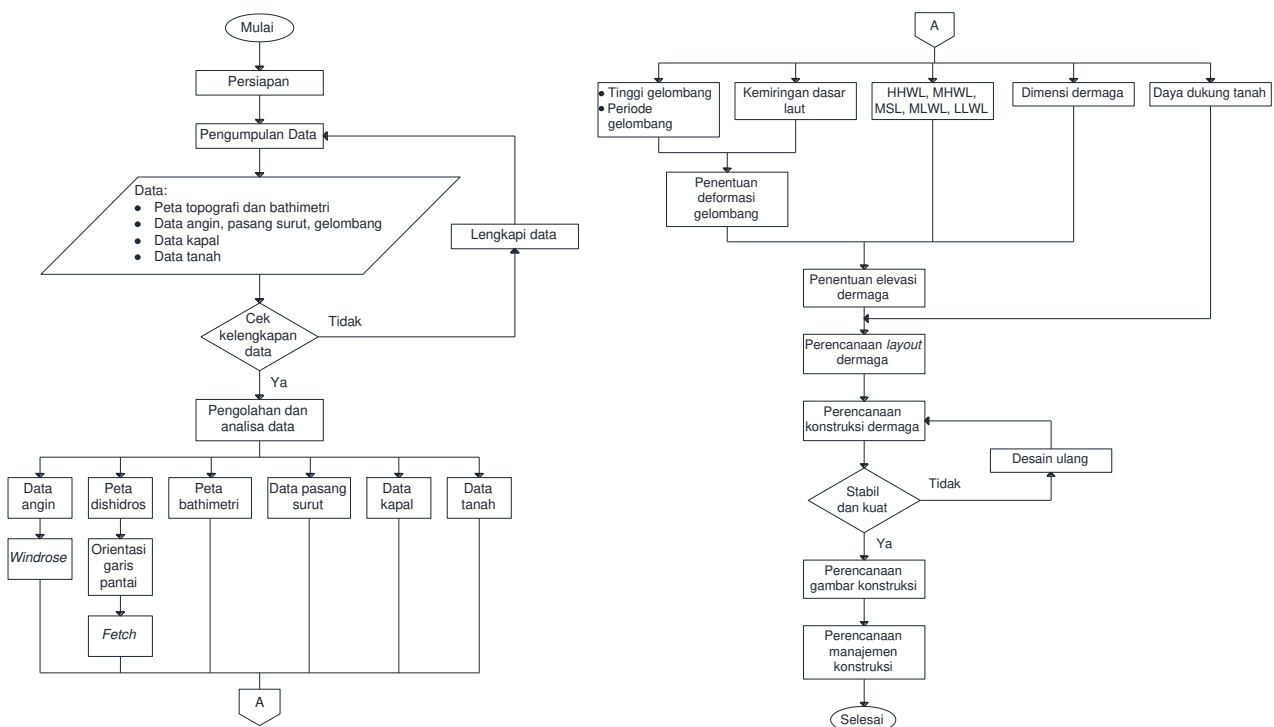 Mulai
Persiapan
Pengumpulan Data
Data:
● Peta topografi dan bathimetri
● Data angin, pasang surut, gelombang
● Data kapal
● Data tanah
Lengkapi data
Cek
kelengkapan
data
Tidak
Ya
Pengolahan dan
analisa data
Data
angin
Peta
dishidros
Peta
bathimetri
Data pasang
surut
Data
kapal
Data
tanah
Windrose
Orientasi
garis
pantai
Fetch
A
A
● Tinggi gelombang
● Periode
gelombang
Kemiringan dasar
laut
HHWL, MHWL,
MSL, MLWL, LLWL
Dimensi dermaga
Daya dukung tanah
Penentuan
deformasi
gelombang
Penentuan elevasi
dermaga
Perencanaan layout
dermaga
Perencanaan
konstruksi dermaga
Desain ulang
Stabil
dan kuat
Tidak
Ya
Perencanaan
gambar konstruksi
Perencanaan
manajemen
konstruksi
Selesai